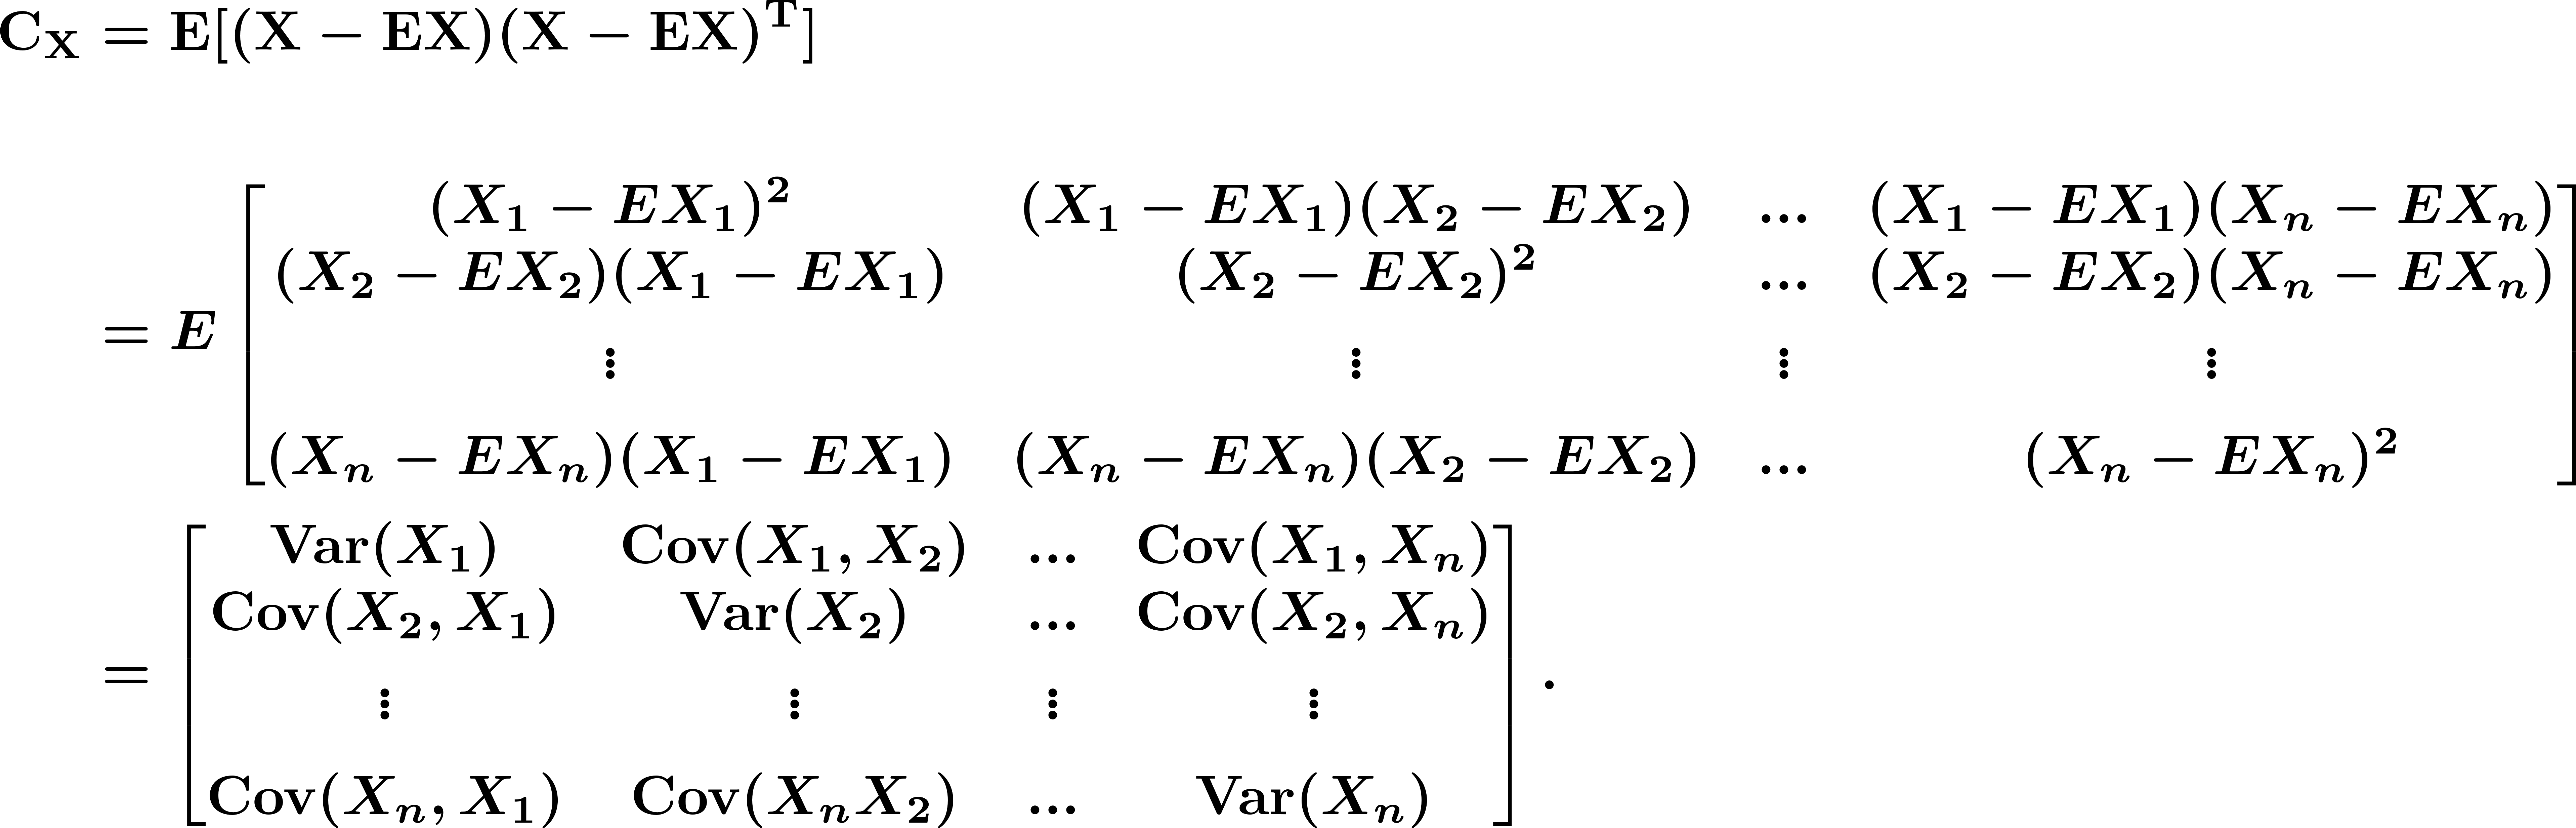 C_X = E[(X − EX)(X − EX)^T]
(X_1 − EX_1)^2 (X_1 − EX_1)(X_2 − EX_2) ... (X_1 − EX_1)(X_n − EX_n)
(X_2 − EX_2)(X_1 − EX_1) (X_2 − EX_2)^2 ... (X_2 − EX_2)(X_n − EX_n)
= E [ ⋮ ⋮ ⋮ ⋮ ]
(X_n − EX_n)(X_1 − EX_1) (X_n − EX_n)(X_2 − EX_2) ... (X_n − EX_n)^2
Var(X_1) Cov(X_1, X_2) ... Cov(X_1, X_n)
Cov(X_2, X_1) Var(X_2) ... Cov(X_2, X_n)
= [ ⋮ ⋮ ⋮ ⋮ ] .
Cov(X_n, X_1) Cov(X_nX_2) ... Var(X_n)